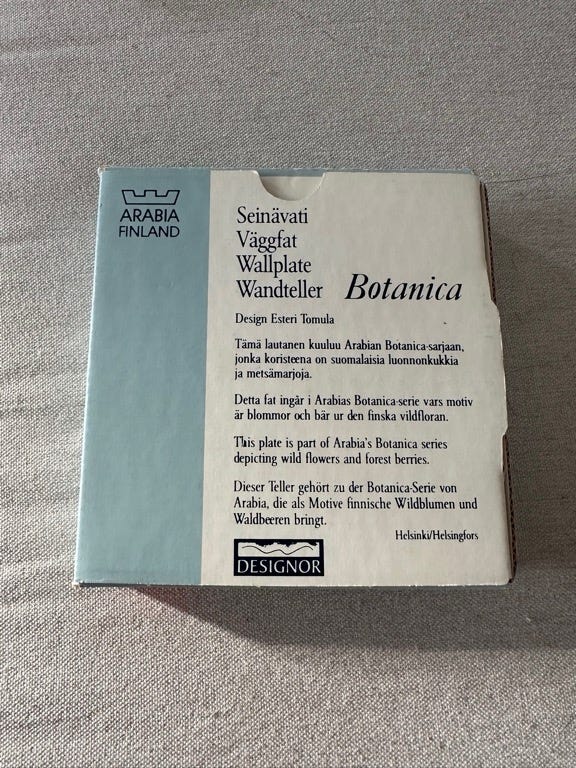 ARABIA
FINLAND
Seinävati
Väggfat
Wallplate
Wandteller Botanica
Design Esteri Tomula
Tämä lautanen kuuluu Arabian Botanica-sarjaan,
jonka koristeena on suomalaisia luonnonkukkia
ja metsämarjoja.
Detta fat ingår i Arabias Botanica-serie vars motiv
är blommor och bär ur den finska vildfloran.
This plate is part of Arabia's Botanica series
depicting wild flowers and forest berries.
Dieser Teller gehört zu der Botanica-Serie von
Arabia, die als Motive finnische Wildblumen und
Waldbeeren bringt.
Helsinki/Helsingfors
DESIGNOR